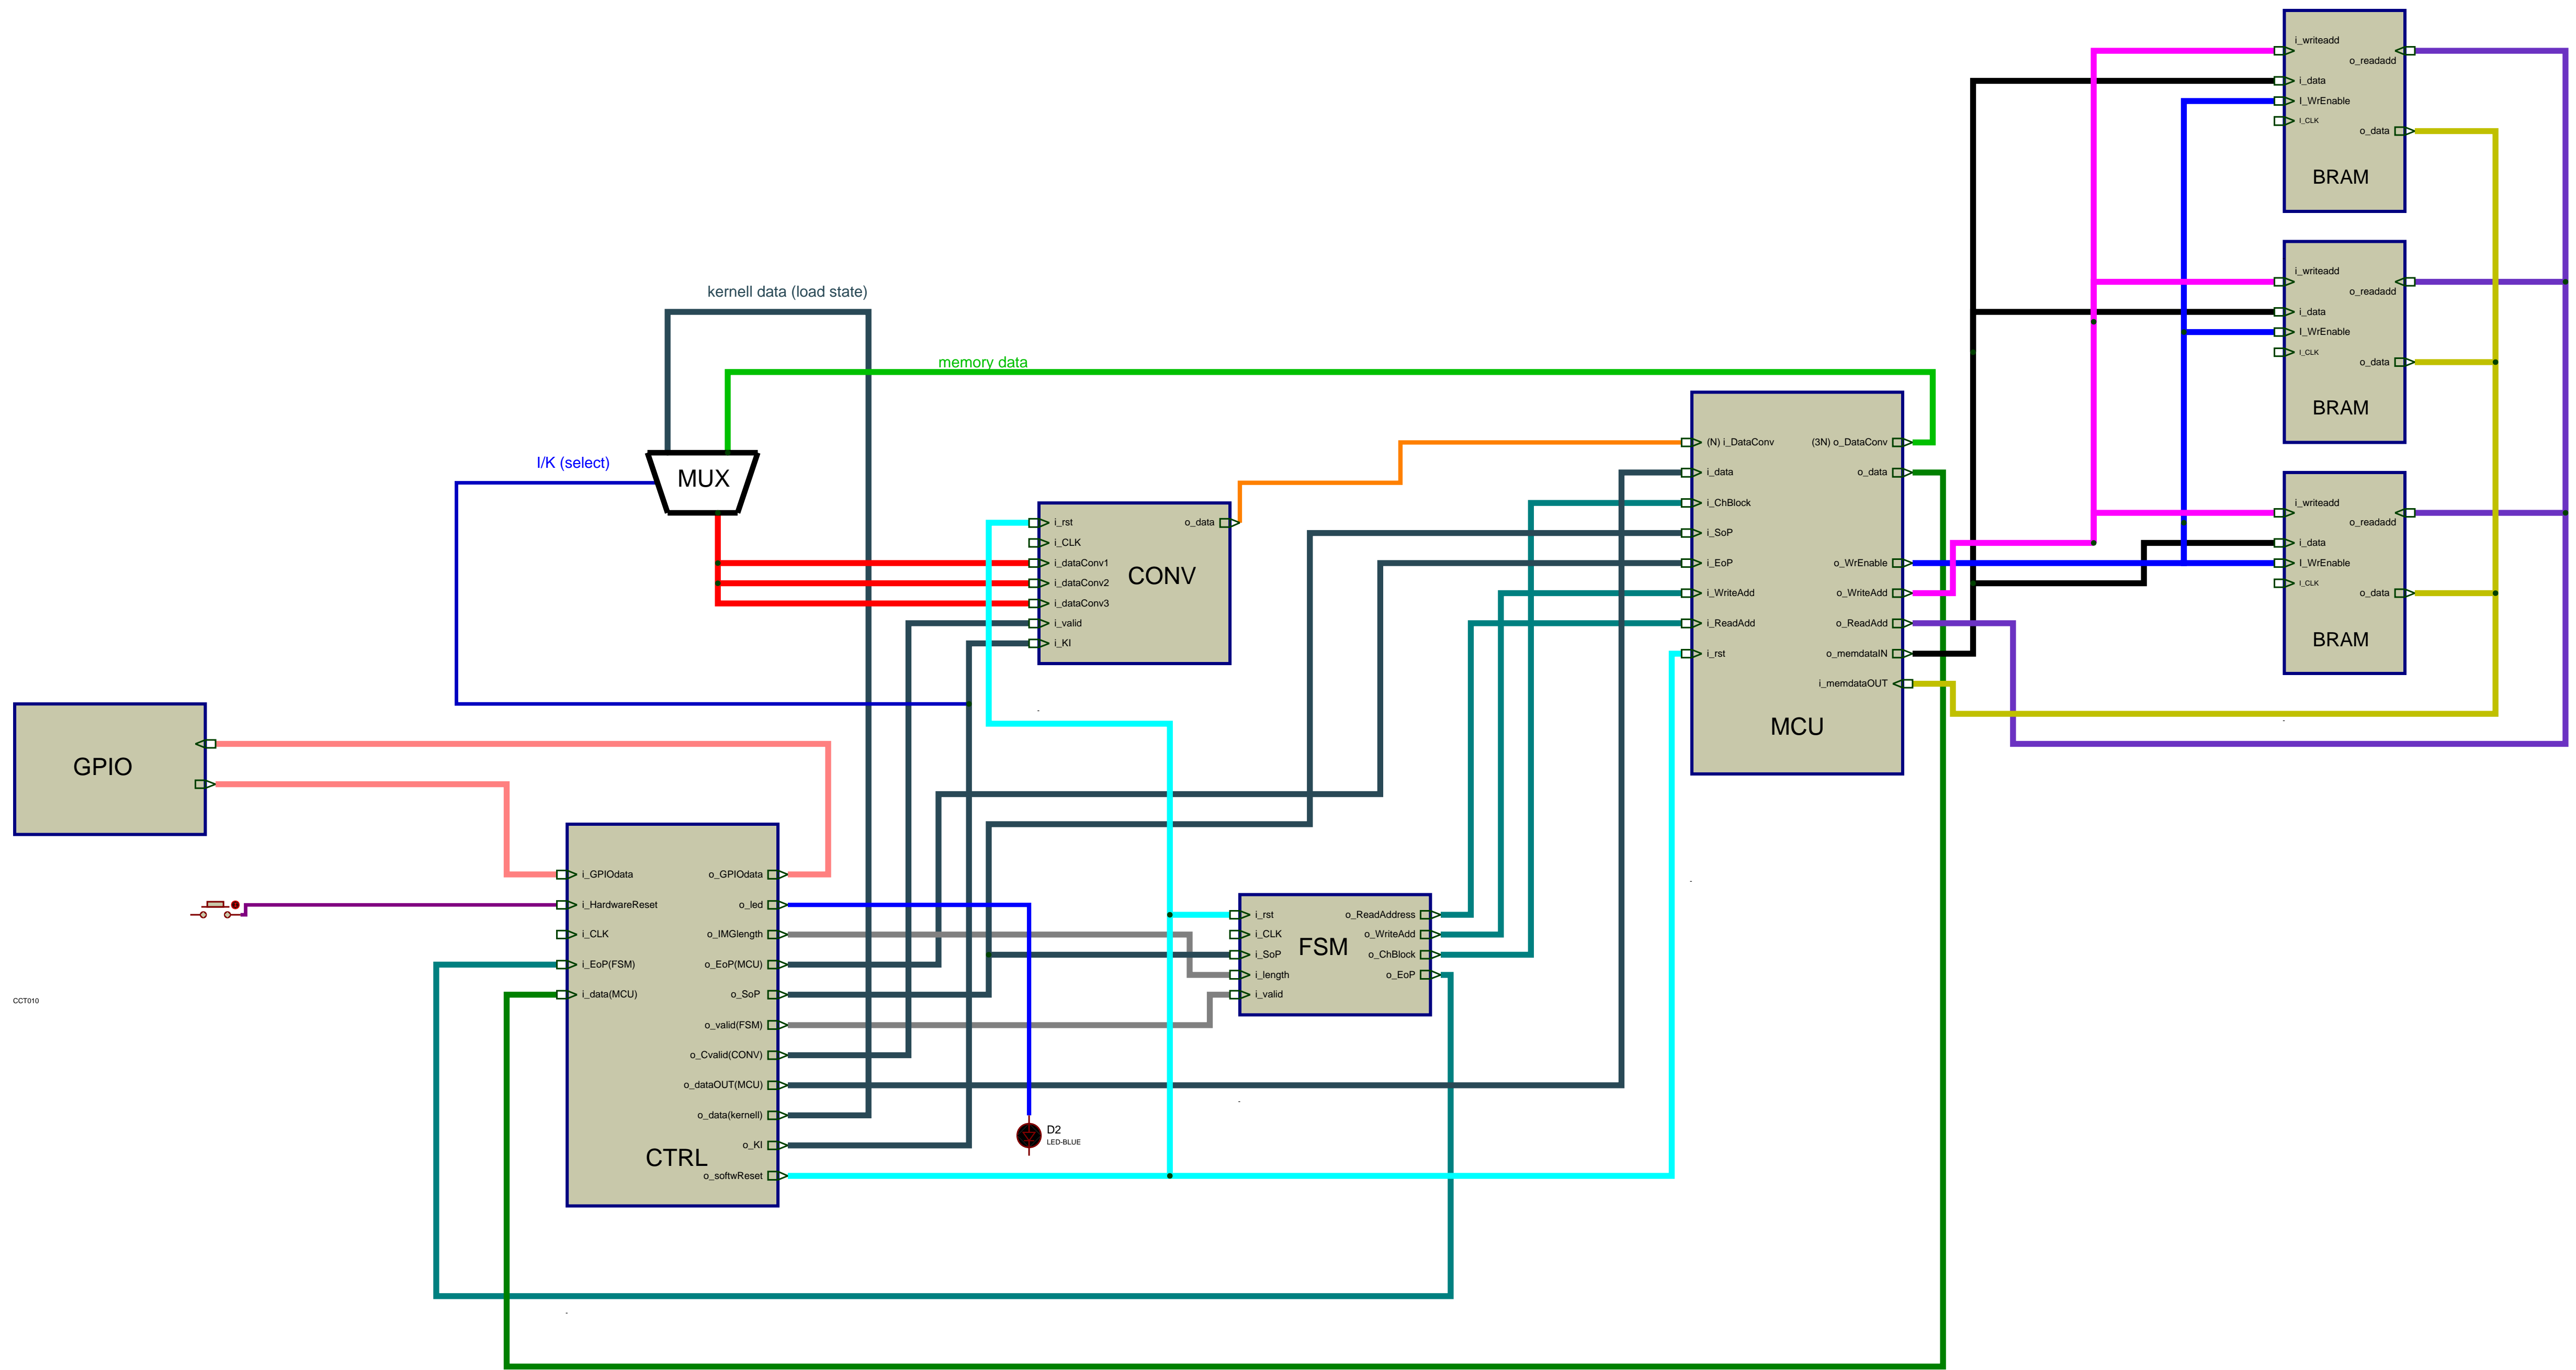 i_writeadd
o_readadd
i_data
I_WrEnable
I_CLK
o_data
BRAM
i_writeadd
o_readadd
i_data
I_WrEnable
I_CLK
o_data
BRAM
i_writeadd
o_readadd
i_data
I_WrEnable
I_CLK
o_data
BRAM
kernell data (load state)
memory data
I/K (select)
MUX
i_rst
o_data
i_CLK
i_dataConv1
i_dataConv2
i_dataConv3
i_valid
i_KI
CONV
(N) i_DataConv
(3N) o_DataConv
i_data
o_data
i_ChBlock
i_SoP
i_EoP
o_WrEnable
i_WriteAdd
o_WriteAdd
i_ReadAdd
o_ReadAdd
i_rst
o_memdataIN
i_memdataOUT
MCU
GPIO
i_GPIOdata
o_GPIOdata
i_HardwareReset
o_led
i_CLK
o_IMGlength
i_EoP(FSM)
o_EoP(MCU)
i_data(MCU)
o_SoP
o_valid(FSM)
o_Cvalid(CONV)
o_dataOUT(MCU)
o_data(kernell)
o_KI
CTRL
o_softwReset
i_rst
o_ReadAddress
i_CLK
o_WriteAdd
FSM
i_SoP
o_ChBlock
i_length
o_EoP
i_valid
D2
LED-BLUE
CCT010